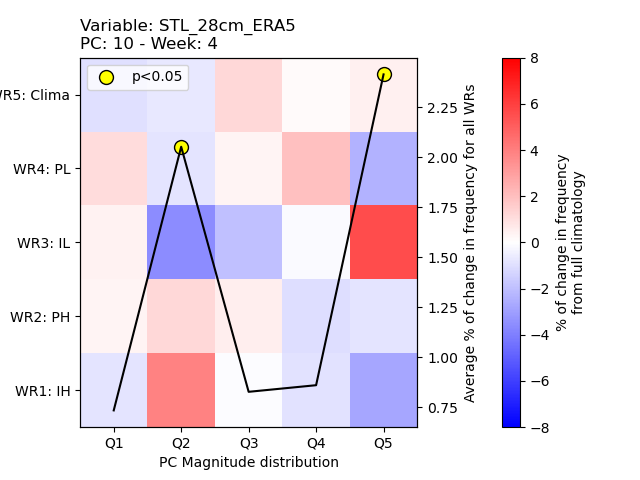 Variable: STL_28cm_ERA5
PC: 10 - Week: 4
p<0.05
R5: Clima
WR4: PL
WR3: IL
WR2: PH
WR1: IH
Q1 Q2 Q3 Q4 Q5
PC Magnitude distribution
2.25
2.00
1.75
1.50
1.25
1.00
0.75
Average % of change in frequency for all WRs
8
6
4
2
0
−2
−4
−6
−8
% of change in frequency
from full climatology